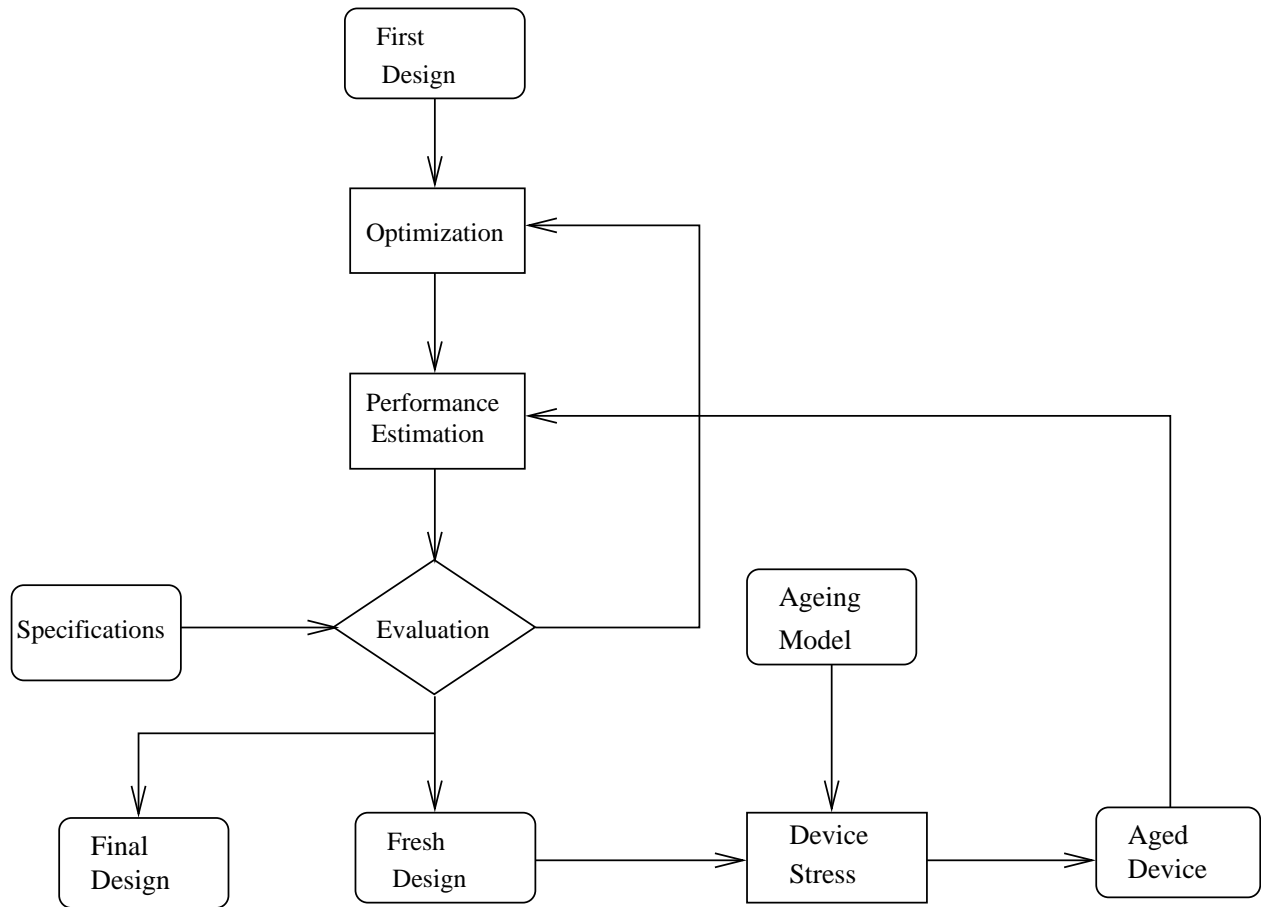 First
Design
Optimization
Performance
Estimation
Specifications
Evaluation
Ageing
Model
Final
Design
Fresh
Design
Device
Stress
Aged
Device